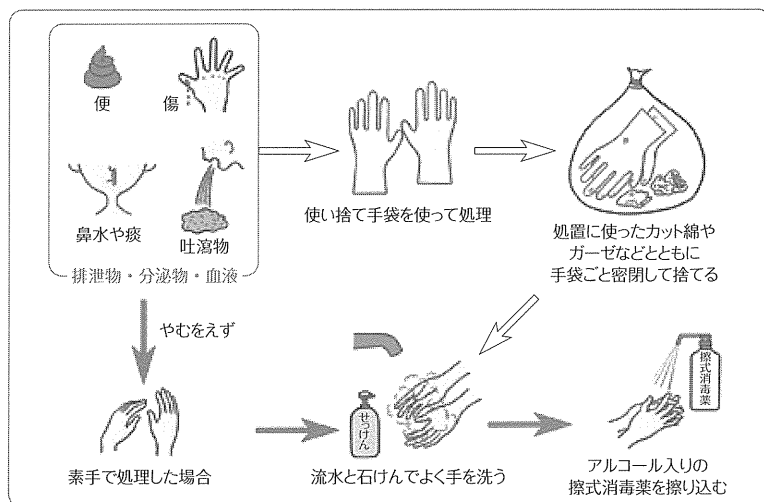 便
傷
鼻水や痰
吐瀉物
排泄物・分泌物・血液
使い捨て手袋を使って処理
処置に使ったカット綿や
ガーゼなどとともに
手袋ごと密閉して捨てる
やむをえず
素手で処理した場合
せっけん
流水と石けんでよく手を洗う
擦式消毒薬
アルコール入りの
擦式消毒薬を擦り込む